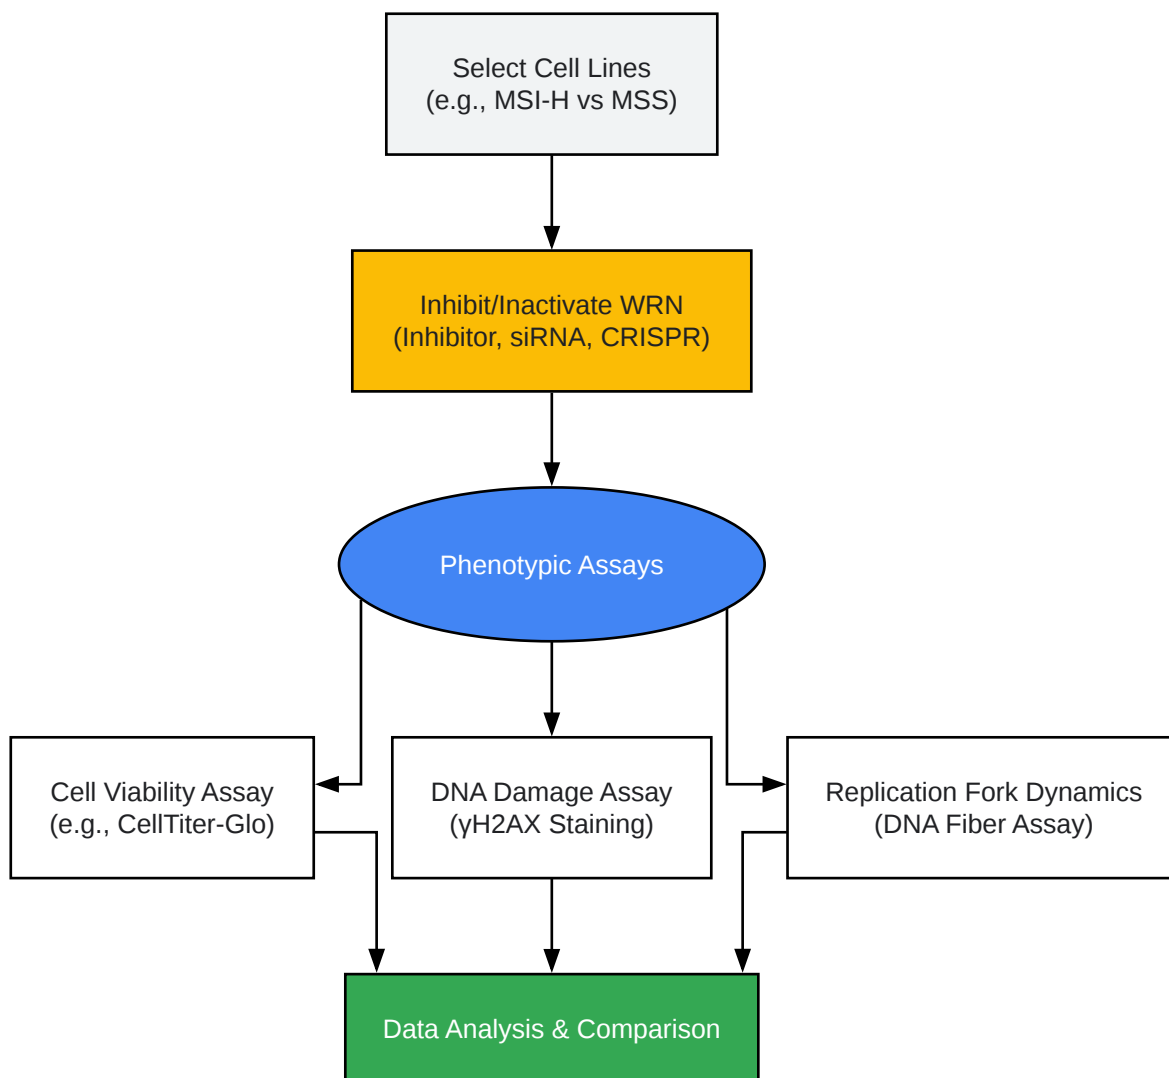 Select Cell Lines
(e.g., MSI-H vs MSS)
Inhibit/Inactivate WRN
(Inhibitor, siRNA, CRISPR)
Phenotypic Assays
Cell Viability Assay
(e.g., CellTiter-Glo)
DNA Damage Assay
(γH2AX Staining)
Replication Fork Dynamics
(DNA Fiber Assay)
Data Analysis & Comparison